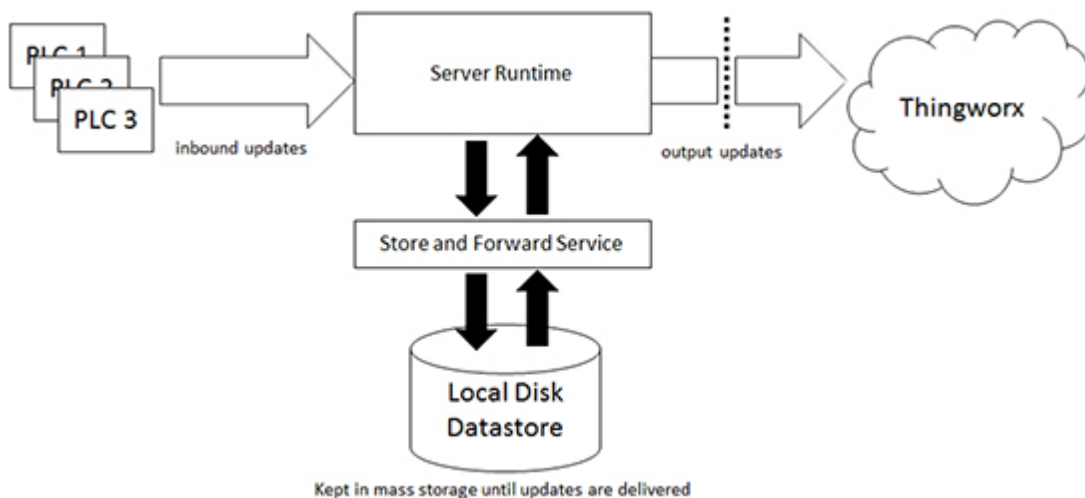 PLC 1
PLC 2
PLC 3
inbound updates
Server Runtime
output updates
Thingworx
Store and Forward Service
Local Disk
Datastore
Kept in mass storage until updates are delivered